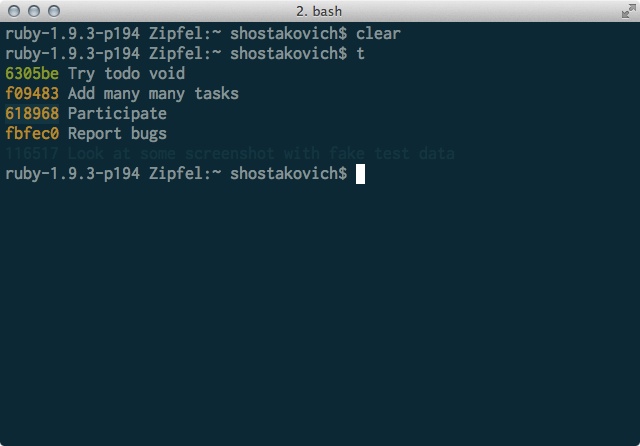 2. bash
ruby-1.9.3-p194 Zipfel:~ shostakovich$ clear
ruby-1.9.3-p194 Zipfel:~ shostakovich$ t
6305be Try todo void
f09483 Add many many tasks
618968 Participate
fbfec0 Report bugs
116517 Look at some screenshot with fake test data
ruby-1.9.3-p194 Zipfel:~ shostakovich$